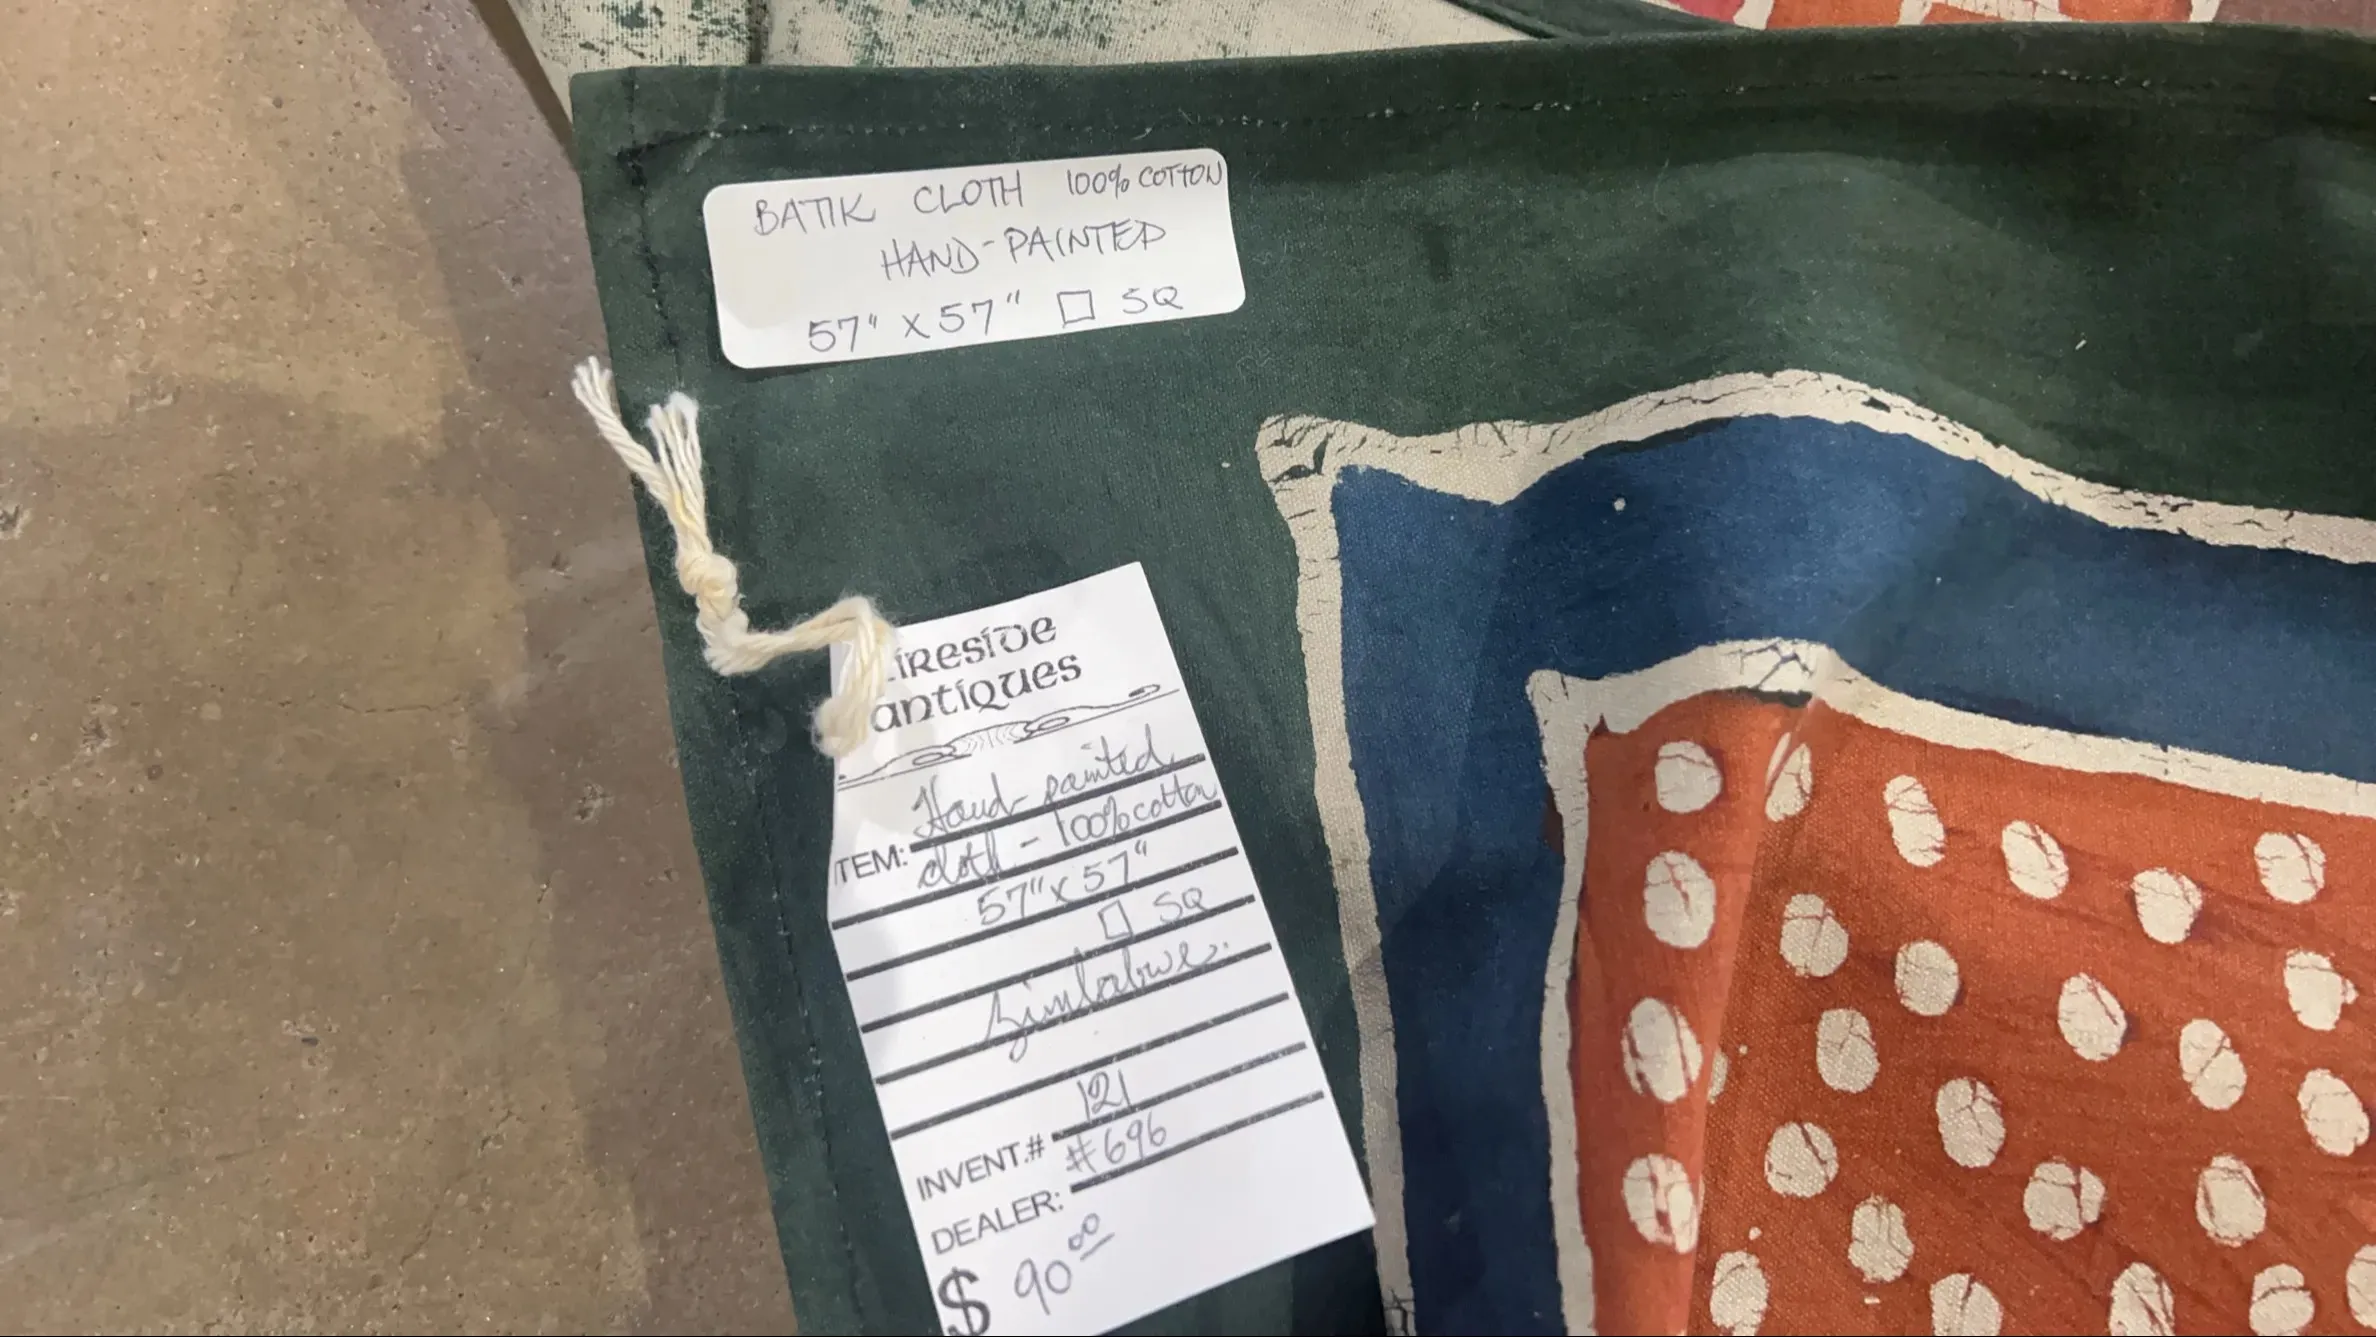 BATIK CLOTH 100% COTTON
HAND-PAINTED
57" x 57" □ SQ
Fireside
antiques
ITEM: Hand-painted
cloth - 100% cotton
57" x 57"
□ SQ
Zimbabwe.
INVENT.# 121
DEALER: #696
$ 90.00